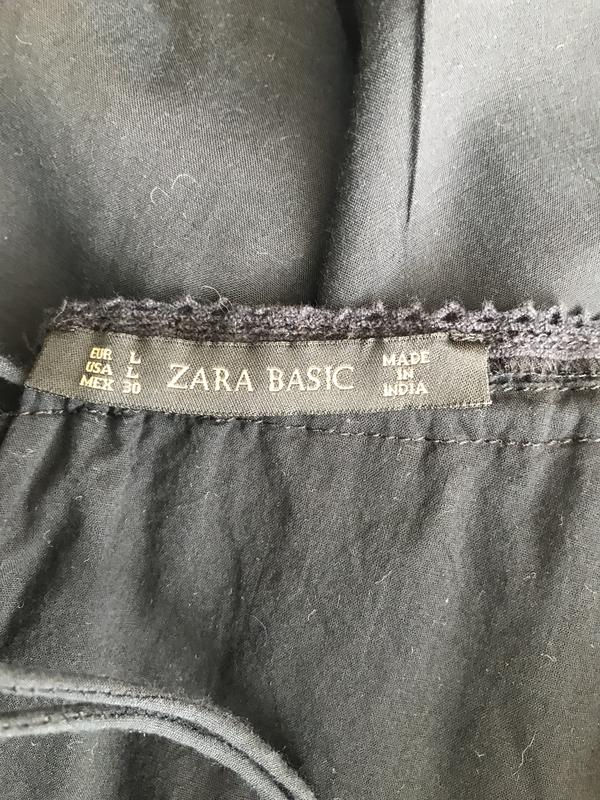 EUR L
USA L
MEX 30
ZARA BASIC
MADE
IN
INDIA